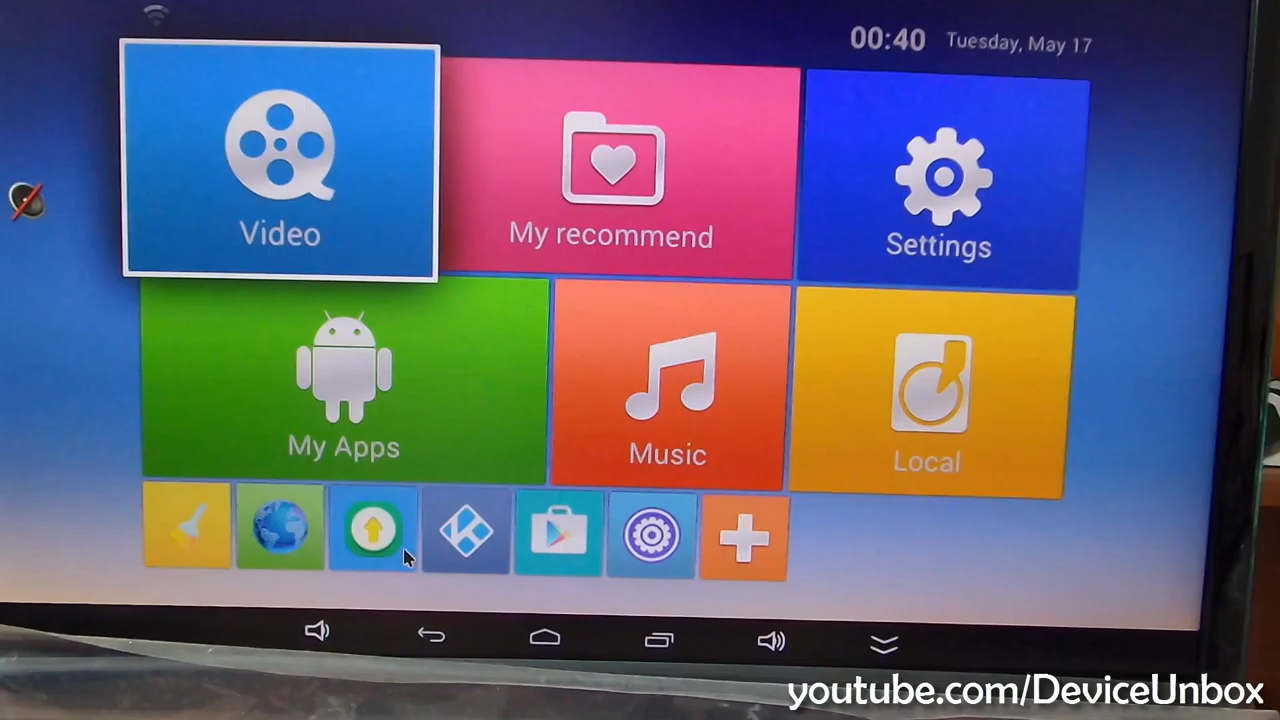 00:40 Tuesday, May 17
Video
My recommend
Settings
My Apps
Music
Local
youtube.com/DeviceUnbox